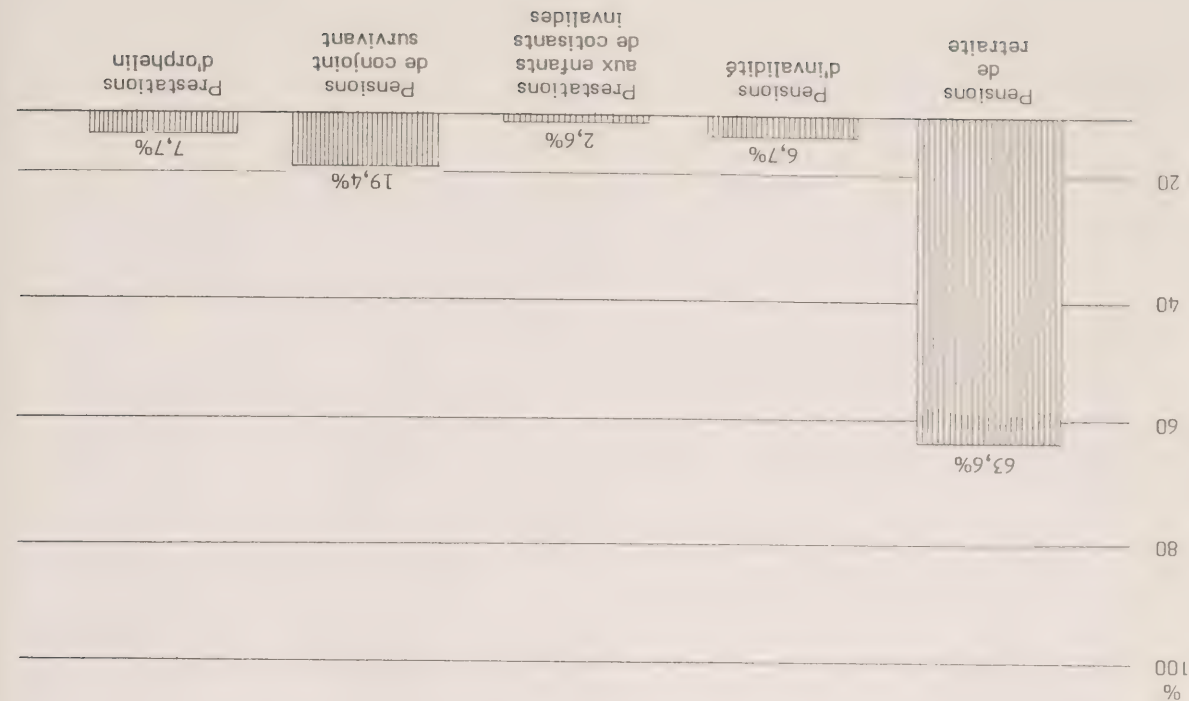 %
100
80
60
40
20
63,6%
6,7%
2,6%
19,4%
7,7%
Pensions
de
retraite
Pensions
d'invalidité
Prestations
aux enfants
de cotisants
invalides
Pensions
de conjoint
survivant
Prestations
d'orphelin